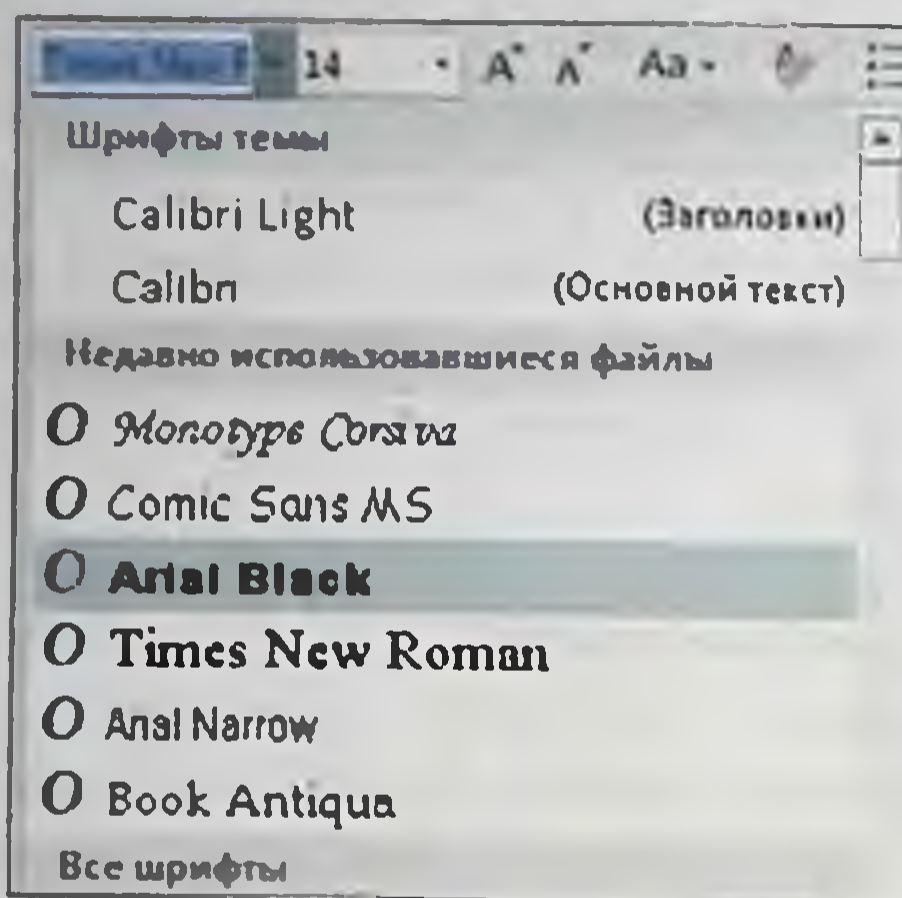 14 Aa
Шрифты темы
Calibri Light (Заголовки)
Calibri (Основной текст)
Недавно использовавшиеся файлы
O Monotype Corsiva
O Comic Sans MS
O Arial Black
O Times New Roman
O Arial Narrow
O Book Antiqua
Все шрифты